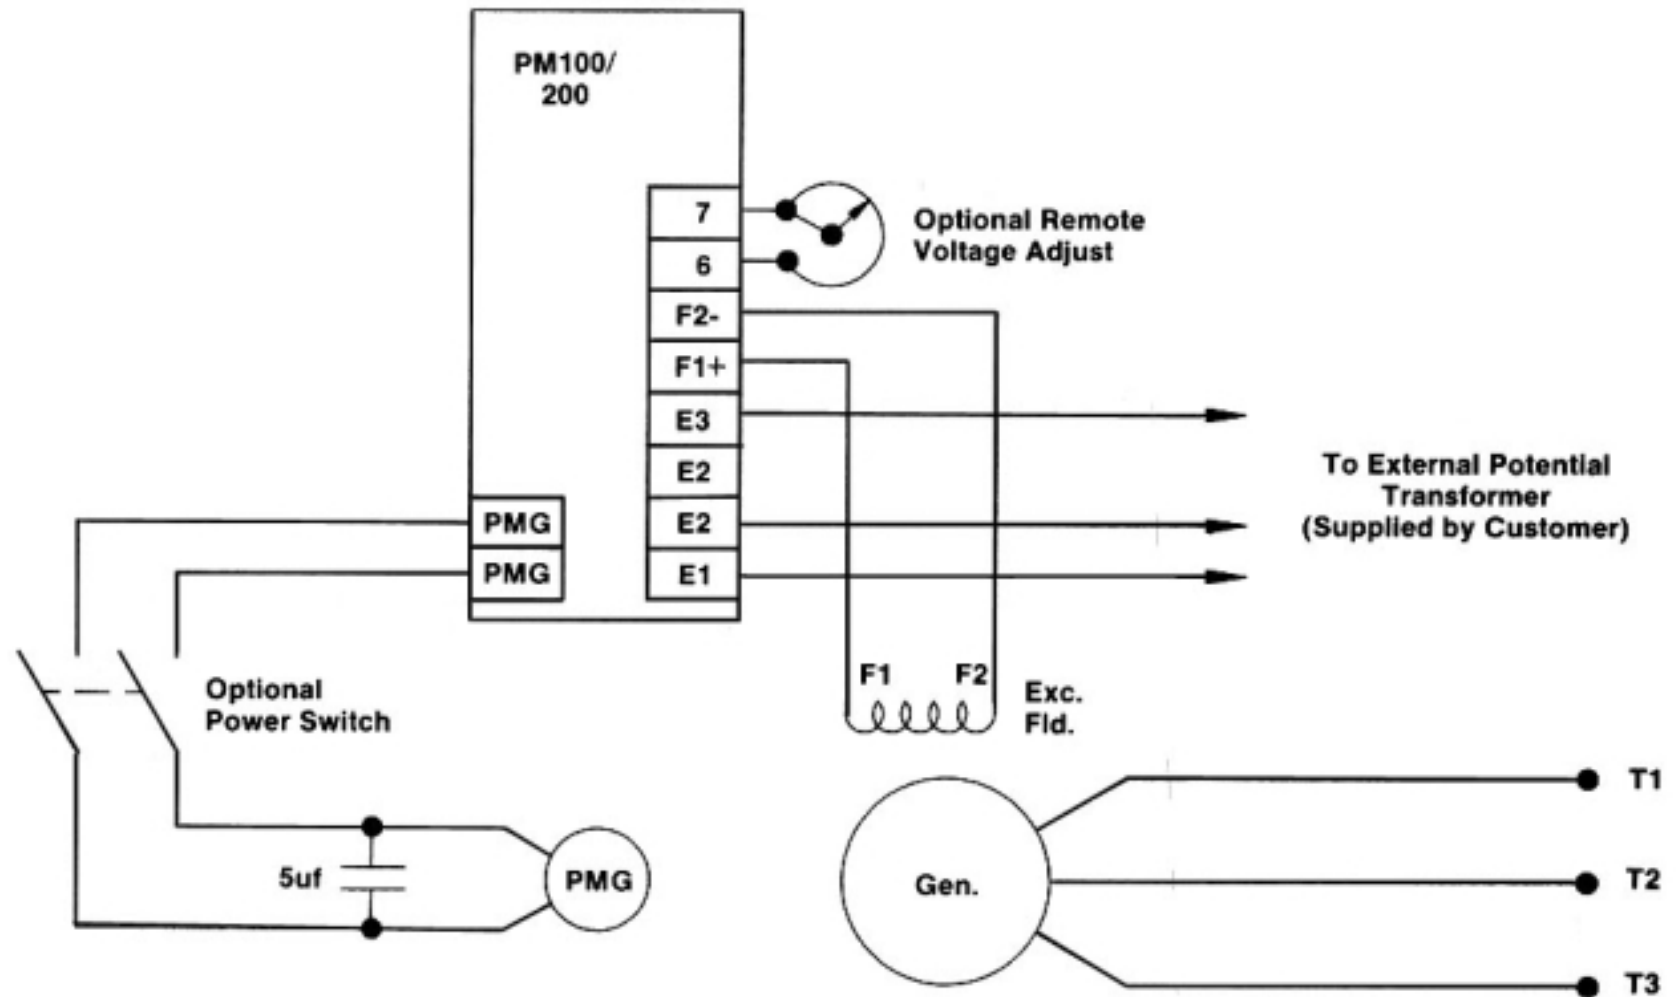 PM100/
200
7
6
F2-
F1+
E3
E2
E2
E1
PMG
PMG
Optional Remote
Voltage Adjust
To External Potential
Transformer
(Supplied by Customer)
Optional
Power Switch
F1 F2
Exc.
Fld.
5uf
PMG
Gen.
T1
T2
T3